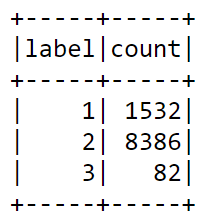 +-----+-----+
|label|count|
+-----+-----+
|    1| 1532|
|    2| 8386|
|    3|   82|
+-----+-----+